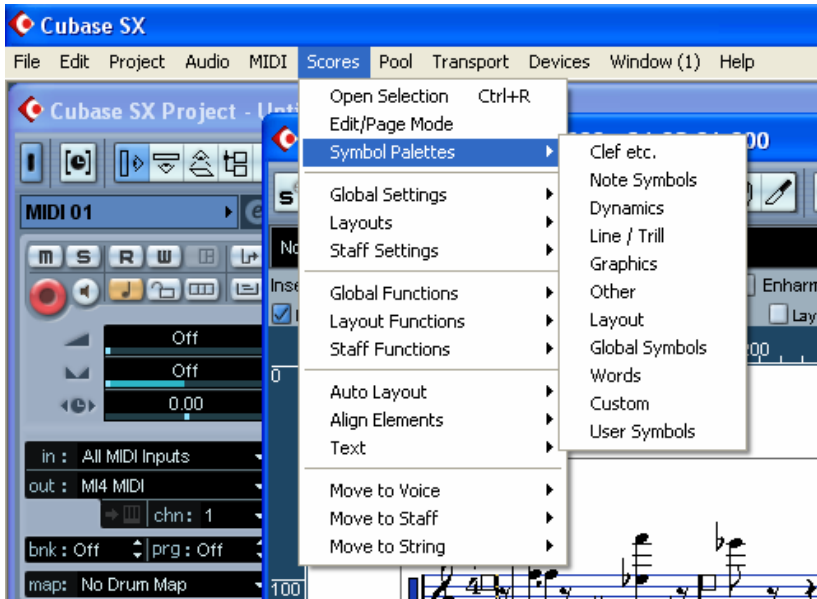 Cubase SX
File Edit Project Audio MIDI Scores Pool Transport Devices Window (1) Help
Cubase SX Project -
Open Selection Ctrl+R
Edit/Page Mode
Symbol Palettes
Global Settings
Layouts
Staff Settings
Global Functions
Layout Functions
Staff Functions
Auto Layout
Align Elements
Text
Move to Voice
Move to Staff
Move to String
Clef etc.
Note Symbols
Dynamics
Line / Trill
Graphics
Other
Layout
Global Symbols
Words
Custom
User Symbols
MIDI 01
m S R W
Off
Off
0.00
in : All MIDI Inputs
out : MI4 MIDI
chn : 1
bnk : Off prg : Off
map: No Drum Map
0
100